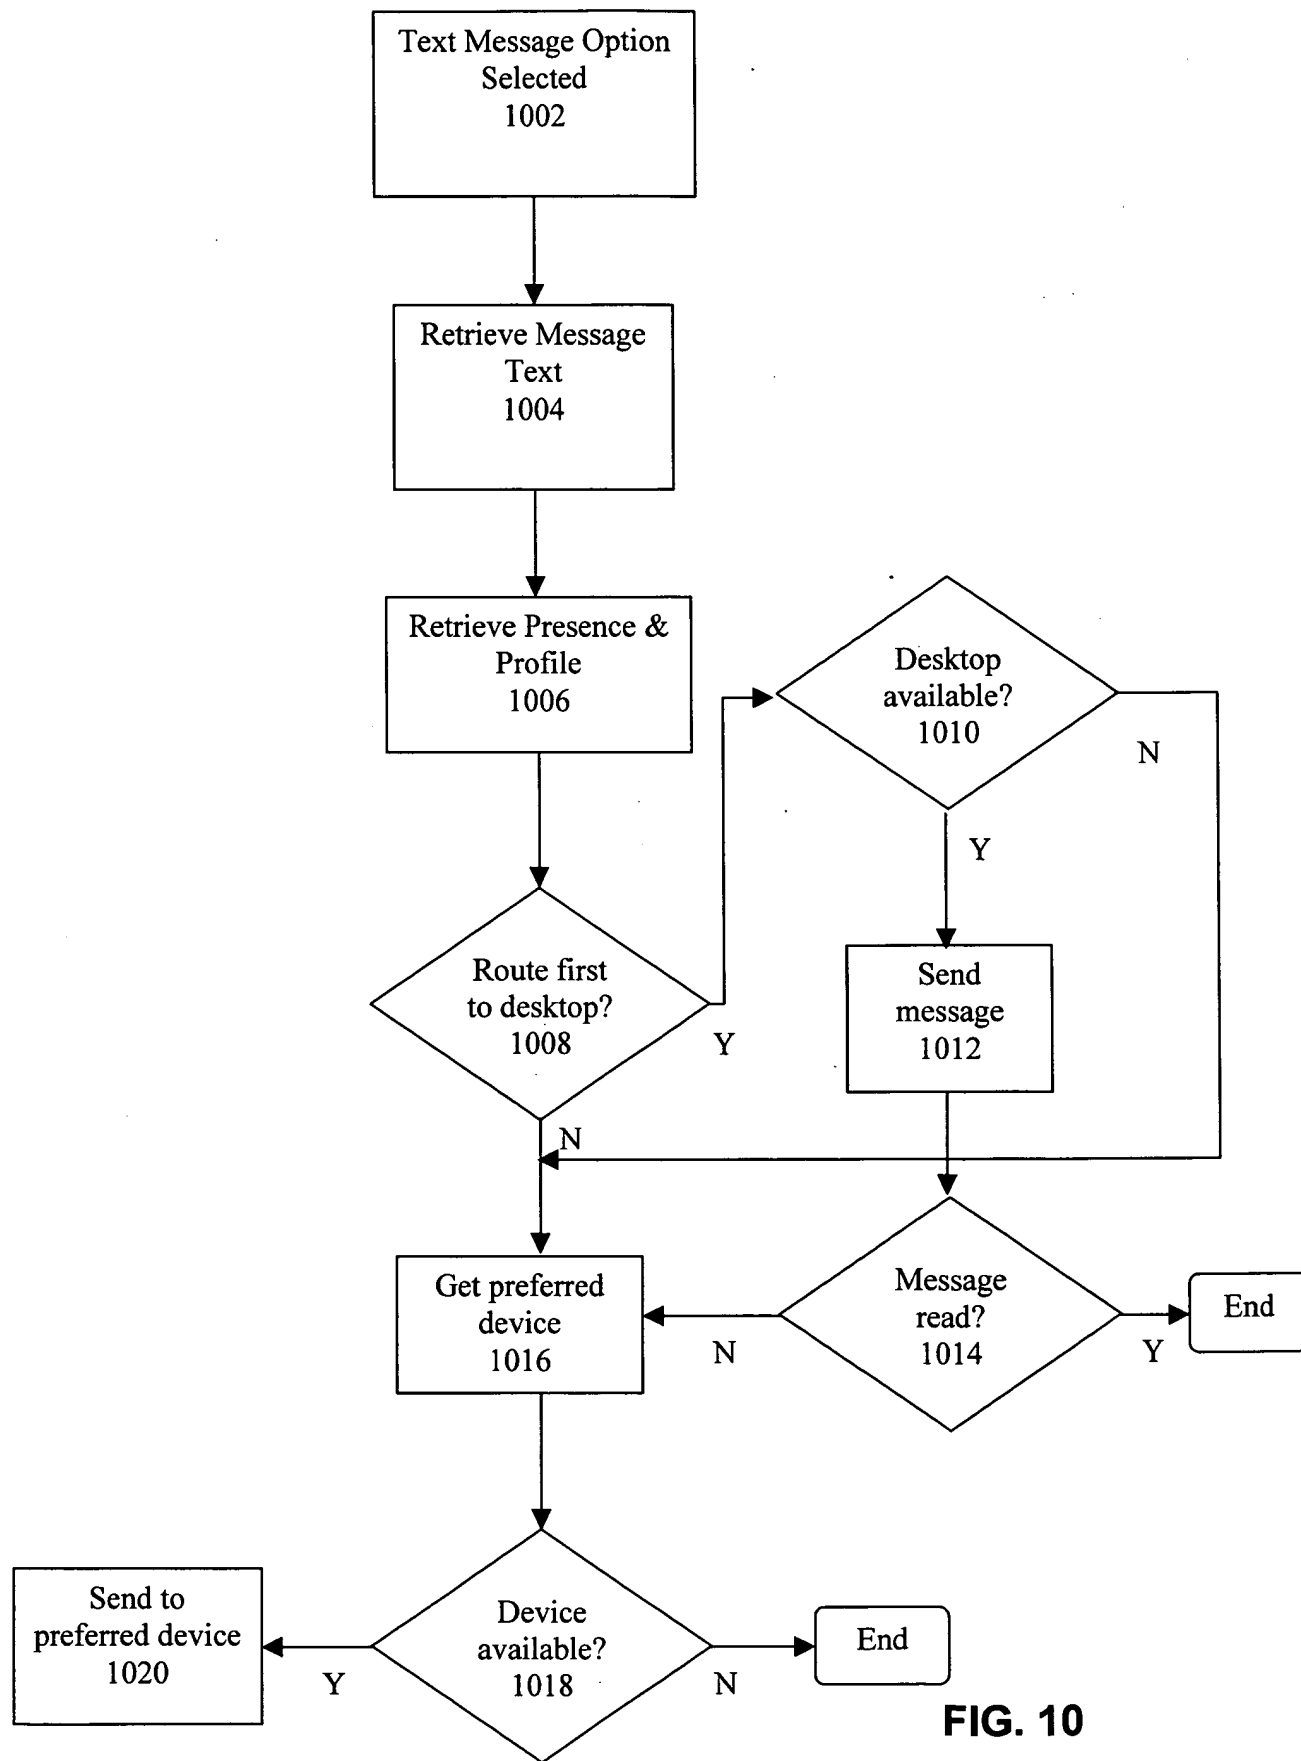 Text Message Option
Selected
1002
Retrieve Message
Text
1004
Retrieve Presence &
Profile
1006
Desktop
available?
1010
N
Y
Route first
to desktop?
1008
Y
N
Send
message
1012
Get preferred
device
1016
N
Message
read?
1014
Y
End
Send to
preferred device
1020
Y
Device
available?
1018
N
End
FIG. 10